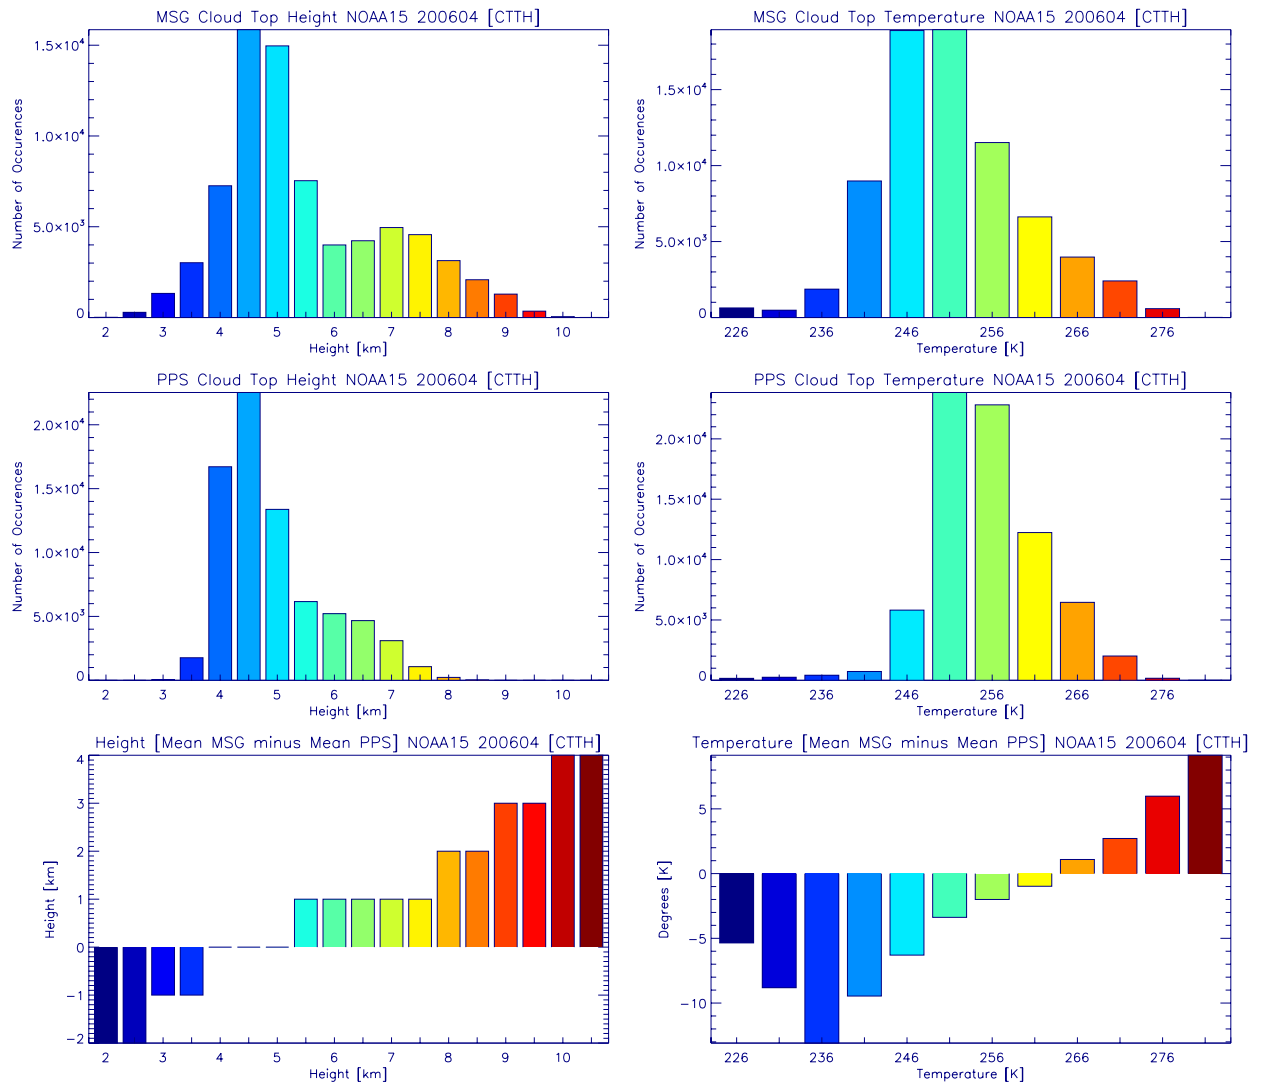 MSG Cloud Top Height NOAA15 200604 [CTTH]
Number of Occurences
1.5×10⁴
1.0×10⁴
5.0×10³
0
2 3 4 5 6 7 8 9 10
Height [km]
MSG Cloud Top Temperature NOAA15 200604 [CTTH]
Number of Occurences
1.5×10⁴
1.0×10⁴
5.0×10³
0
226 236 246 256 266 276
Temperature [K]
PPS Cloud Top Height NOAA15 200604 [CTTH]
Number of Occurences
2.0×10⁴
1.5×10⁴
1.0×10⁴
5.0×10³
0
2 3 4 5 6 7 8 9 10
Height [km]
PPS Cloud Top Temperature NOAA15 200604 [CTTH]
Number of Occurences
2.0×10⁴
1.5×10⁴
1.0×10⁴
5.0×10³
0
226 236 246 256 266 276
Temperature [K]
Height [Mean MSG minus Mean PPS] NOAA15 200604 [CTTH]
Height [km]
4
3
2
1
0
−1
−2
2 3 4 5 6 7 8 9 10
Height [km]
Temperature [Mean MSG minus Mean PPS] NOAA15 200604 [CTTH]
Degrees [K]
5
0
−5
−10
226 236 246 256 266 276
Temperature [K]